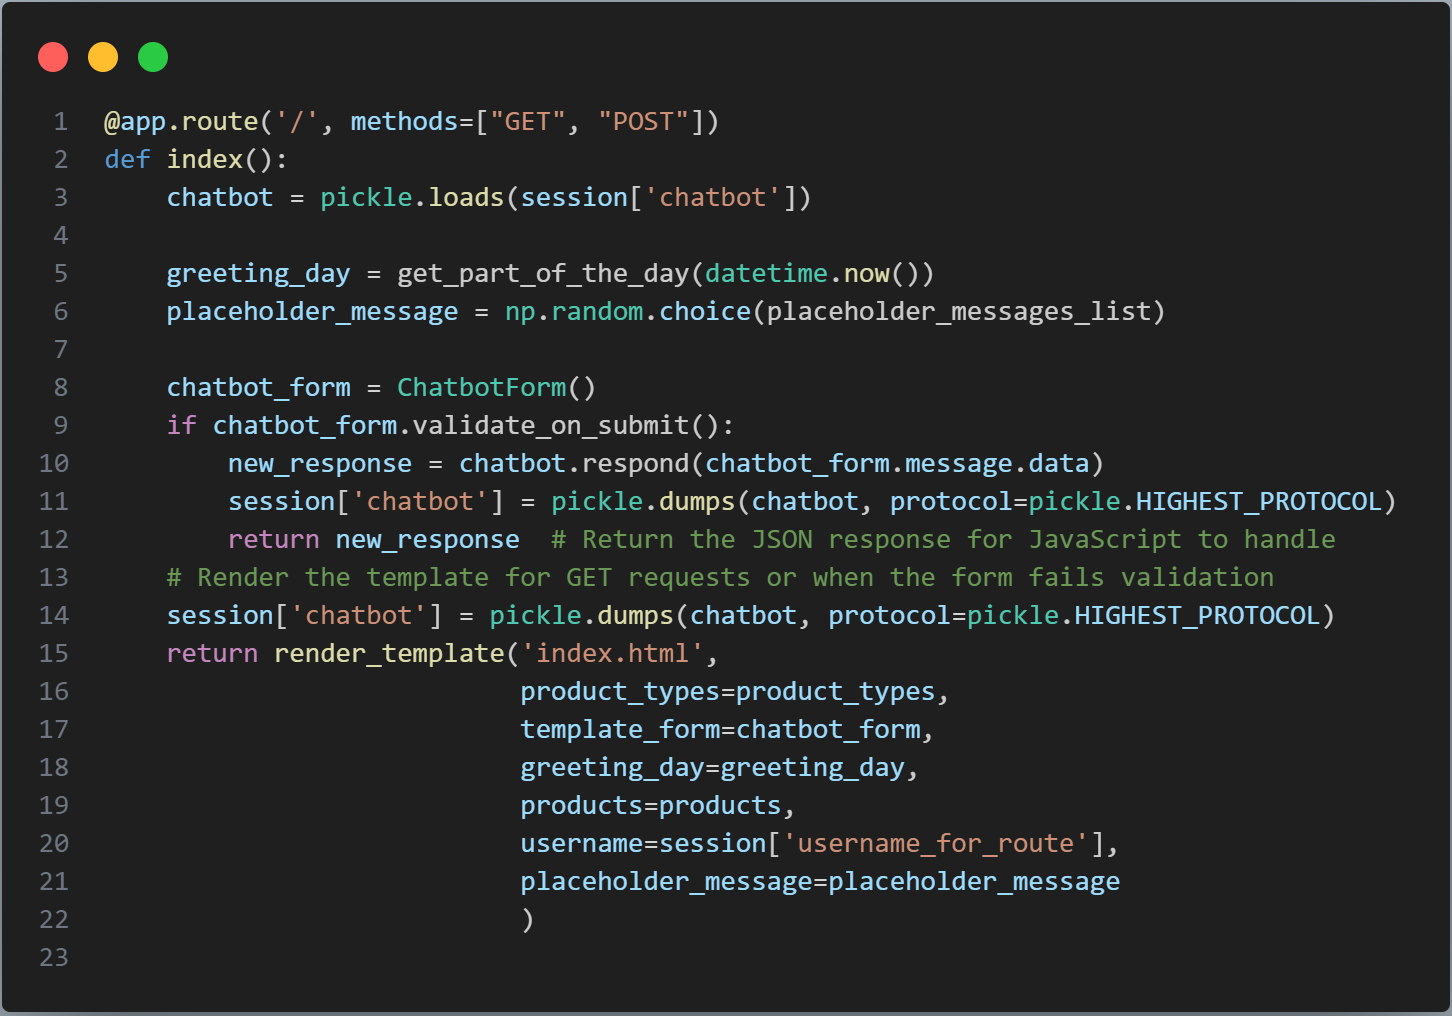 1 @app.route('/', methods=["GET", "POST"])
2 def index():
3     chatbot = pickle.loads(session['chatbot'])
4
5     greeting_day = get_part_of_the_day(datetime.now())
6     placeholder_message = np.random.choice(placeholder_messages_list)
7
8     chatbot_form = ChatbotForm()
9     if chatbot_form.validate_on_submit():
10         new_response = chatbot.respond(chatbot_form.message.data)
11         session['chatbot'] = pickle.dumps(chatbot, protocol=pickle.HIGHEST_PROTOCOL)
12         return new_response  # Return the JSON response for JavaScript to handle
13     # Render the template for GET requests or when the form fails validation
14     session['chatbot'] = pickle.dumps(chatbot, protocol=pickle.HIGHEST_PROTOCOL)
15     return render_template('index.html',
16                            product_types=product_types,
17                            template_form=chatbot_form,
18                            greeting_day=greeting_day,
19                            products=products,
20                            username=session['username_for_route'],
21                            placeholder_message=placeholder_message
22                            )
23